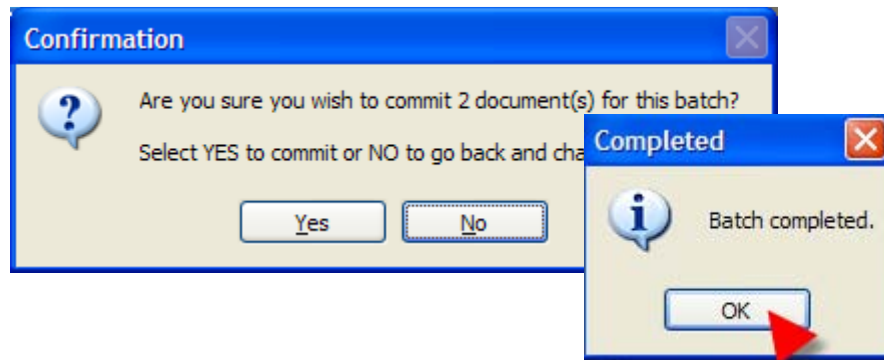 Confirmation
Are you sure you wish to commit 2 document(s) for this batch?
Select YES to commit or NO to go back and
Yes
No
Completed
Batch completed.
OK